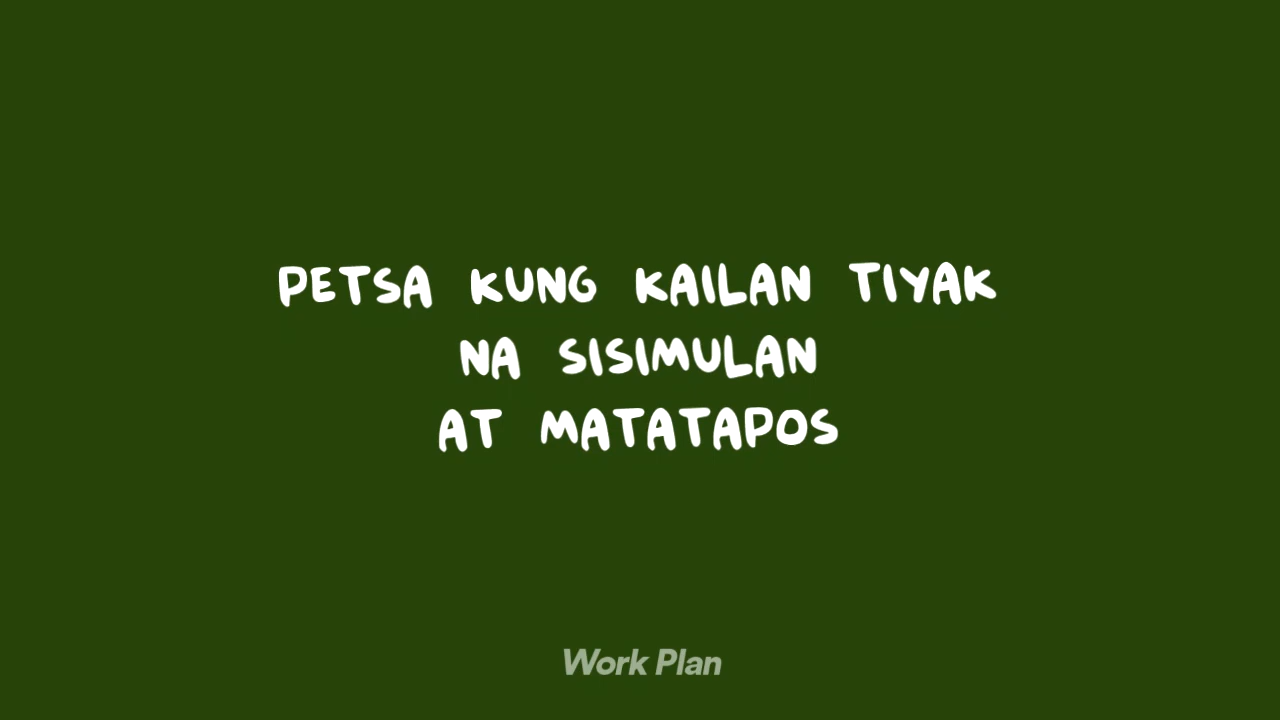 PETSA KUNG KAILAN TIYAK
NA SISIMULAN
AT MATATAPOS
Work Plan